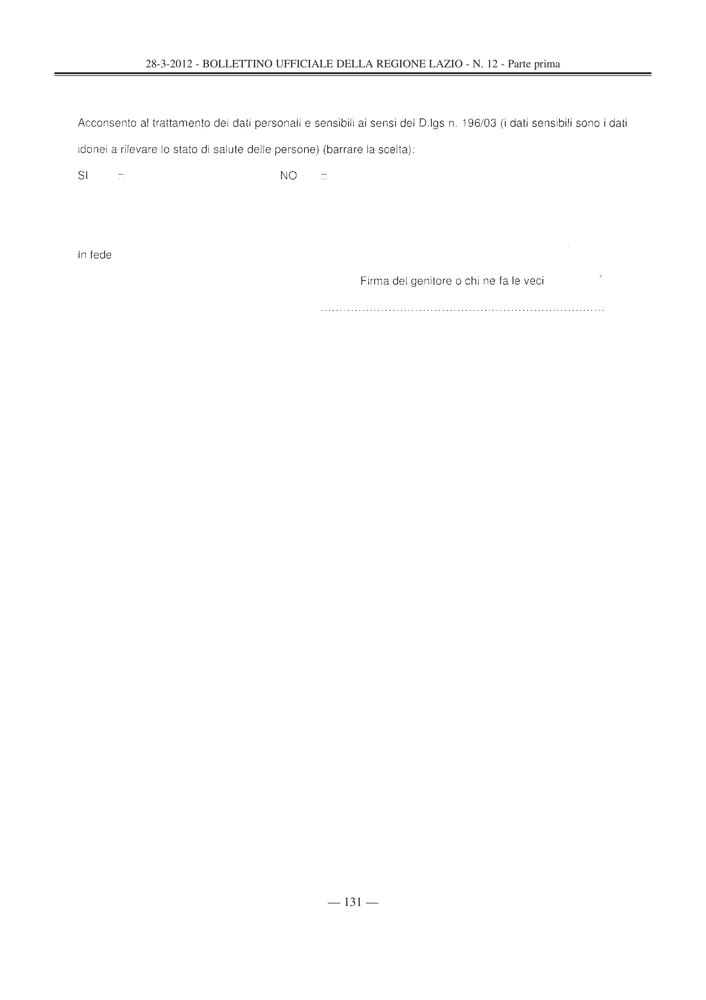 28-3-2012 - BOLLETTINO UFFICIALE DELLA REGIONE LAZIO - N. 12 - Parte prima
Acconsento al trattamento dei dati personali e sensibili ai sensi del D.lgs n. 196/03 (i dati sensibili sono i dati
idonei a rilevare lo stato di salute delle persone) (barrare la scelta):
SI □ NO □
In fede
Firma del genitore o chi ne fa le veci
..........................................................................
— 131 —